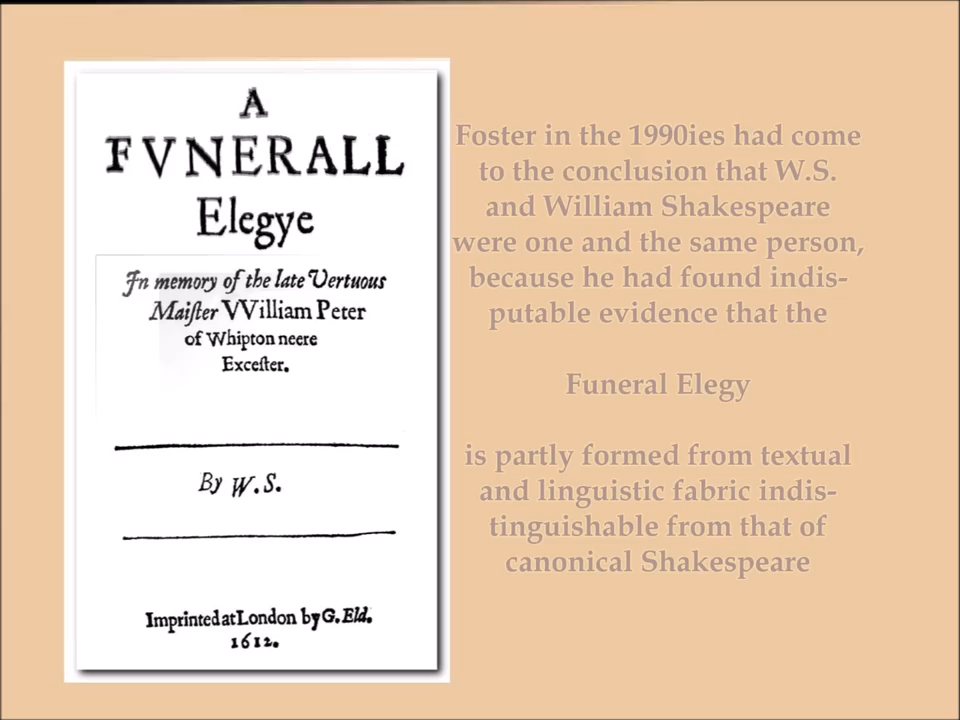 A
FVNERALL
Elegye
In memory of the late Vertuous
Maiſter VVilliam Peter
of Whipton neere
Exceſter.
By W.S.
Imprinted at London by G. Eld.
1612.
Foster in the 1990ies had come
to the conclusion that W.S.
and William Shakespeare
were one and the same person,
because he had found indis-
putable evidence that the
Funeral Elegy
is partly formed from textual
and linguistic fabric indis-
tinguishable from that of
canonical Shakespeare